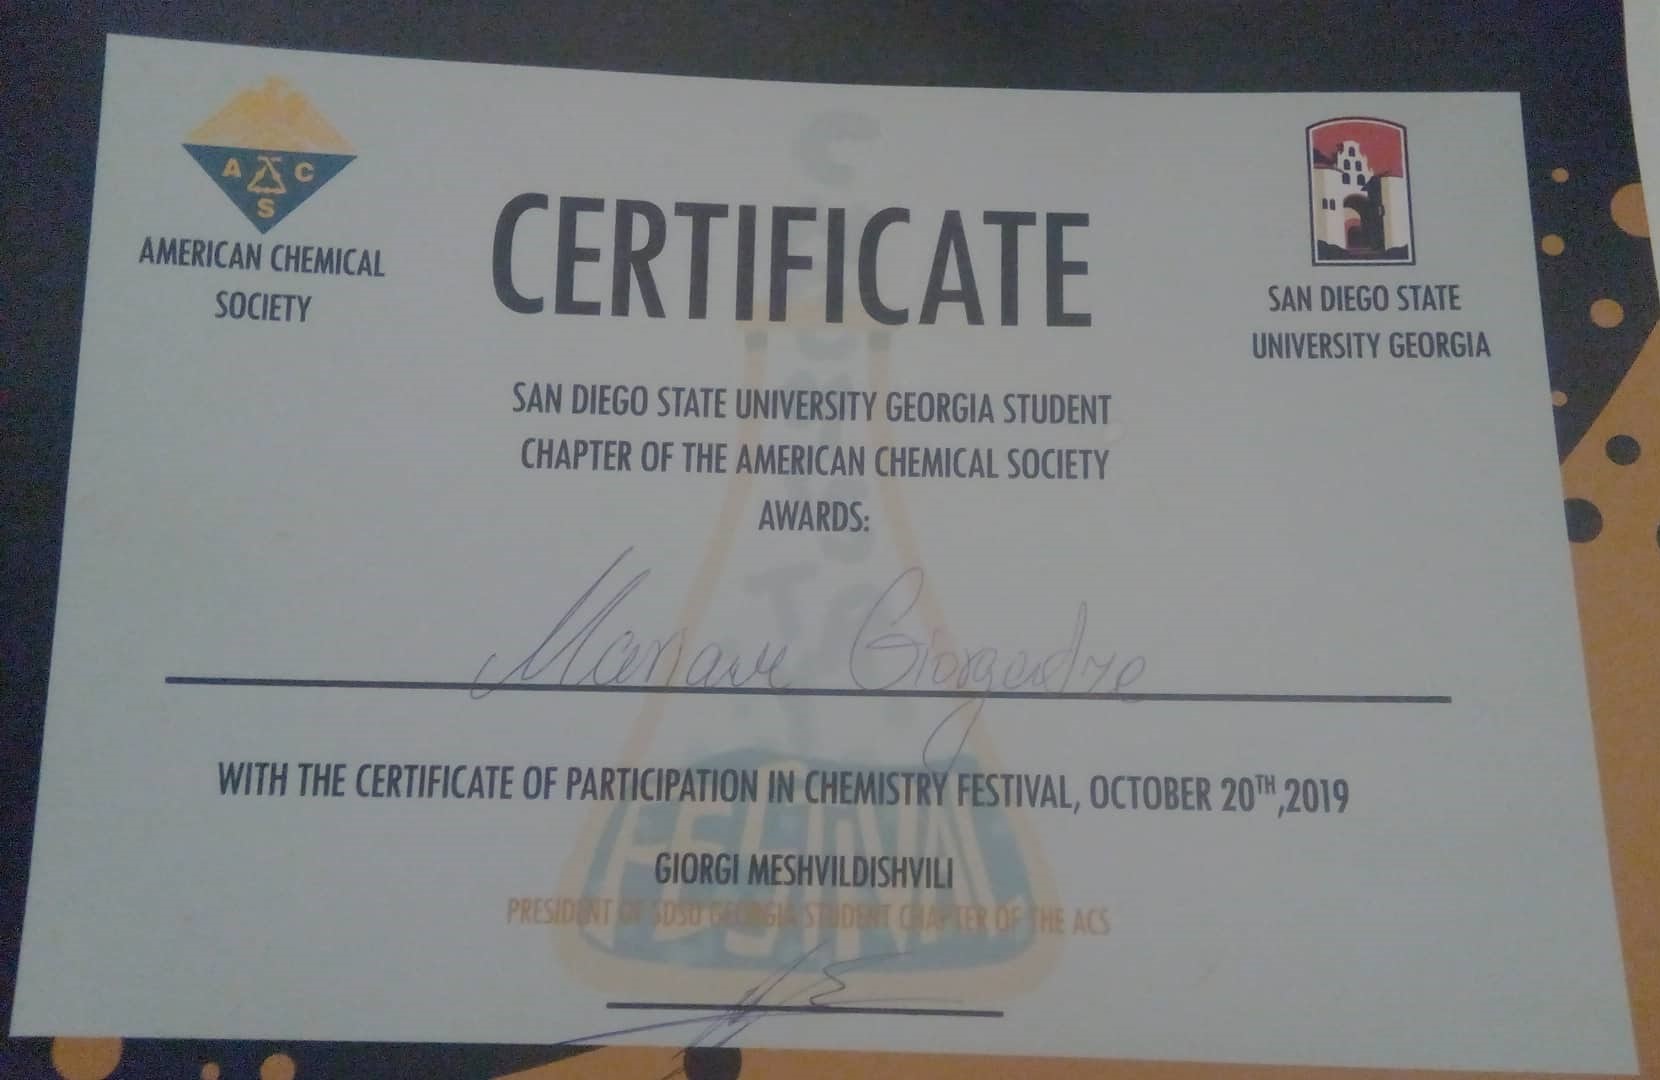 A C S
AMERICAN CHEMICAL
SOCIETY
CERTIFICATE
SAN DIEGO STATE
UNIVERSITY GEORGIA
SAN DIEGO STATE UNIVERSITY GEORGIA STUDENT
CHAPTER OF THE AMERICAN CHEMICAL SOCIETY
AWARDS:
Mariam Giorgadze
WITH THE CERTIFICATE OF PARTICIPATION IN CHEMISTRY FESTIVAL, OCTOBER 20TH,2019
FESTIVAL
GIORGI MESHVILDISHVILI
PRESIDENT OF SDSU GEORGIA STUDENT CHAPTER OF THE ACS